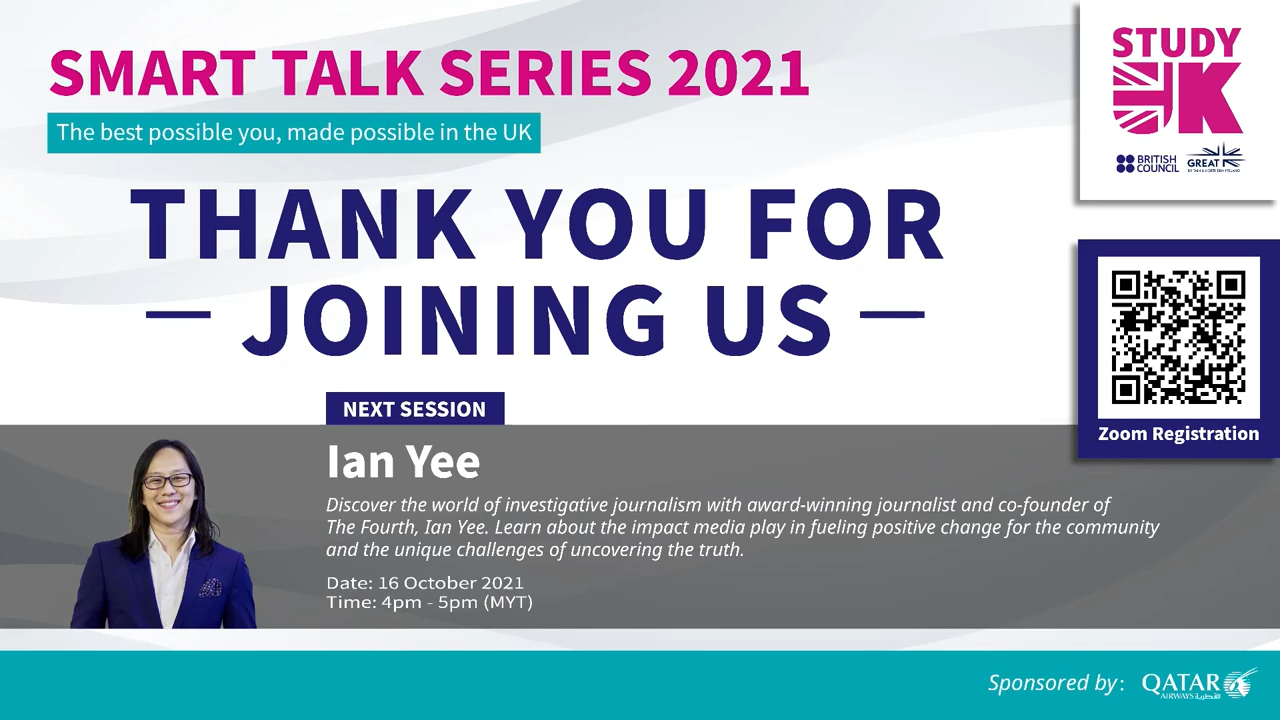 SMART TALK SERIES 2021
The best possible you, made possible in the UK
STUDY
UK
BRITISH
COUNCIL
GREAT
THANK YOU FOR
— JOINING US —
Zoom Registration
NEXT SESSION
Ian Yee
Discover the world of investigative journalism with award-winning journalist and co-founder of
The Fourth, Ian Yee. Learn about the impact media play in fueling positive change for the community
and the unique challenges of uncovering the truth.
Date: 16 October 2021
Time: 4pm - 5pm (MYT)
Sponsored by:
QATAR
AIRWAYS القطرية